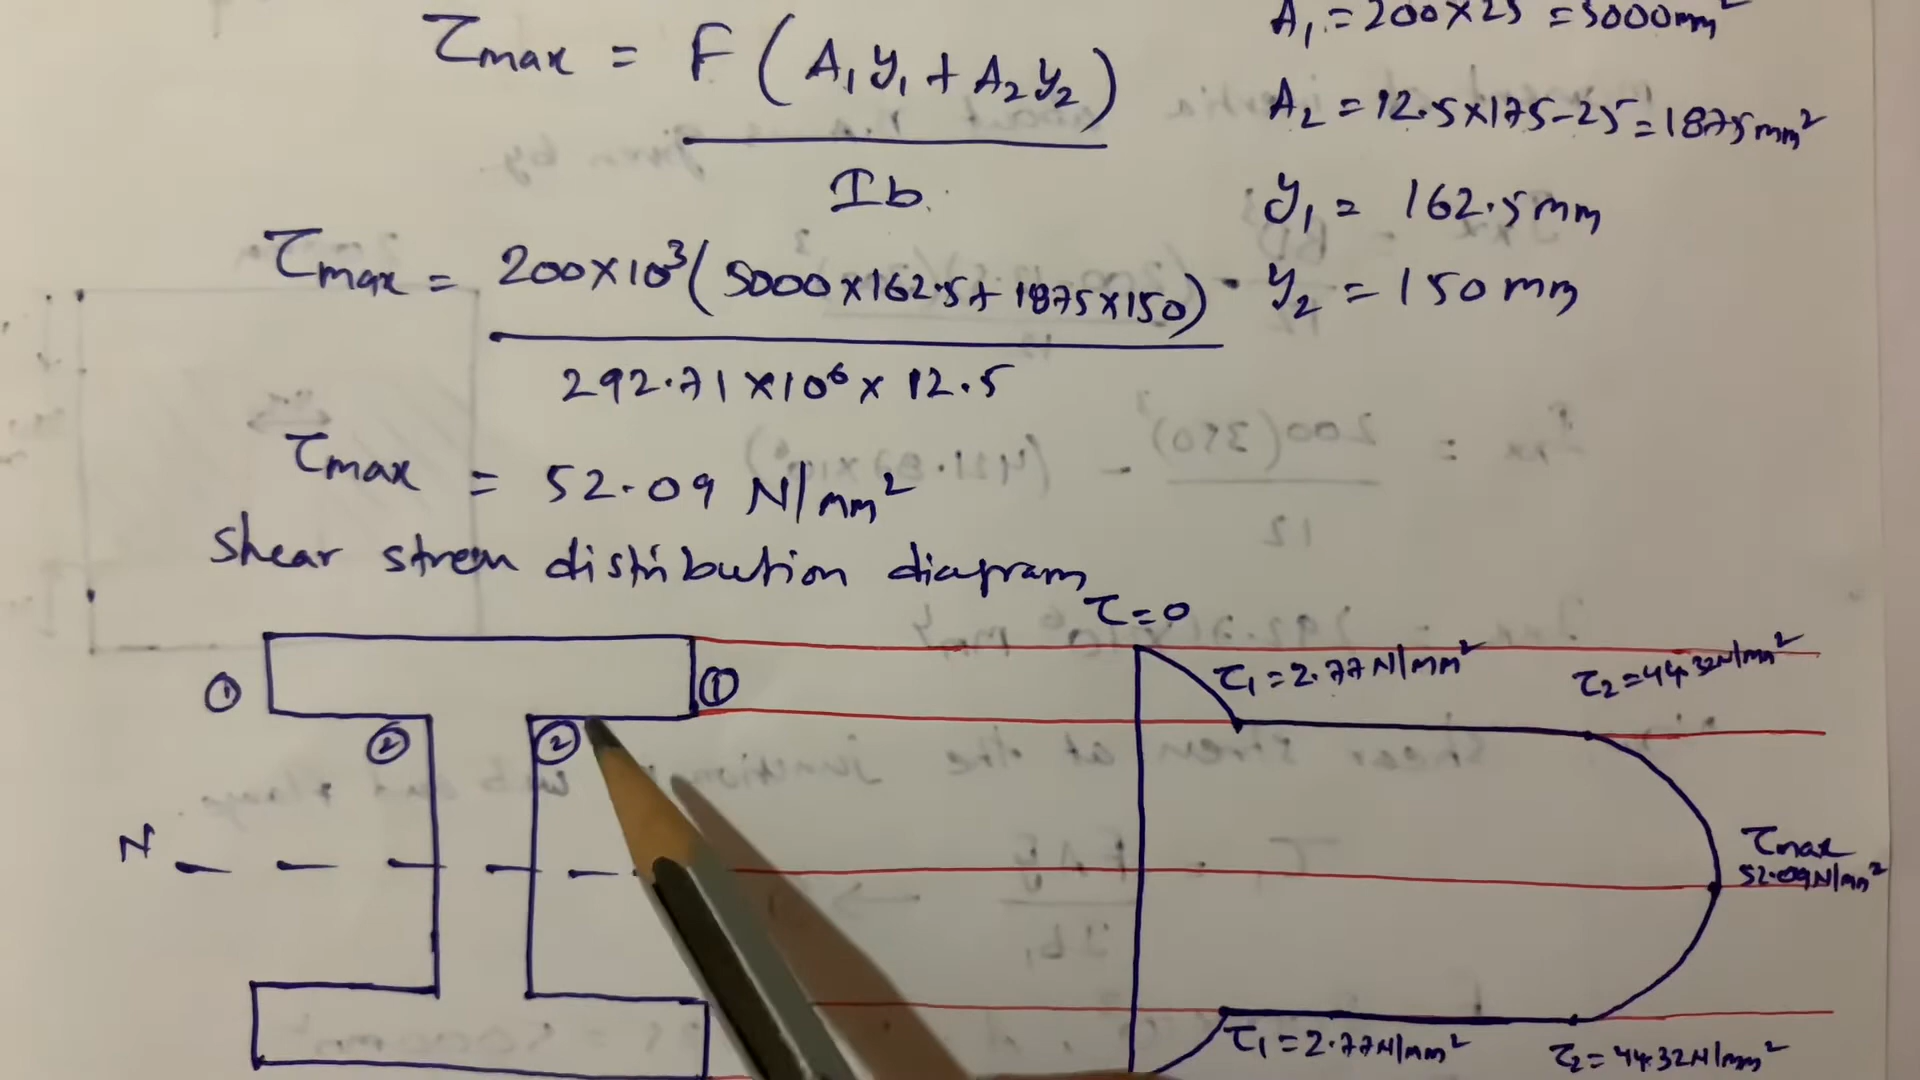 A₁ = 200×25 = 5000mm²
τmax = F(A₁y₁ + A₂y₂)
Ib
A₂ = 12.5×175-25 = 1875mm²
y₁ = 162.5mm
τmax = 200×10³(5000×162.5+1875×150)
292.71×10⁶×12.5
y₂ = 150mm
τmax = 52.09 N/mm²
shear stress distribution diagram
τ=0
① ①
τ₁=2.77N/mm²
τ₂=44.32N/mm²
② ②
N
τmax
52.09N/mm²
τ₁=2.77N/mm²
τ₂=44.32N/mm²